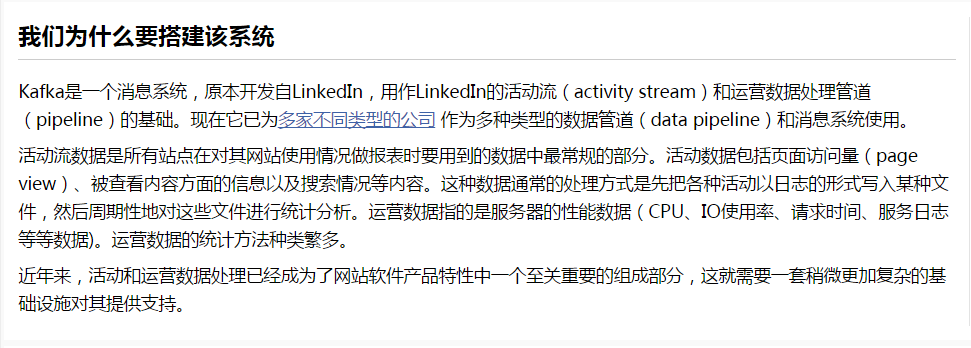 我们为什么要搭建该系统
Kafka是一个消息系统，原本开发自LinkedIn，用作LinkedIn的活动流（activity stream）和运营数据处理管道
（pipeline）的基础。现在它已为多家不同类型的公司 作为多种类型的数据管道（data pipeline）和消息系统使用。
活动流数据是所有站点在对其网站使用情况做报表时要用到的数据中最常规的部分。活动数据包括页面访问量（page
view）、被查看内容方面的信息以及搜索情况等内容。这种数据通常的处理方式是先把各种活动以日志的形式写入某种文
件，然后周期性地对这些文件进行统计分析。运营数据指的是服务器的性能数据（CPU、IO使用率、请求时间、服务日志
等等数据)。运营数据的统计方法种类繁多。
近年来，活动和运营数据处理已经成为了网站软件产品特性中一个至关重要的组成部分，这就需要一套稍微更加复杂的基
础设施对其提供支持。